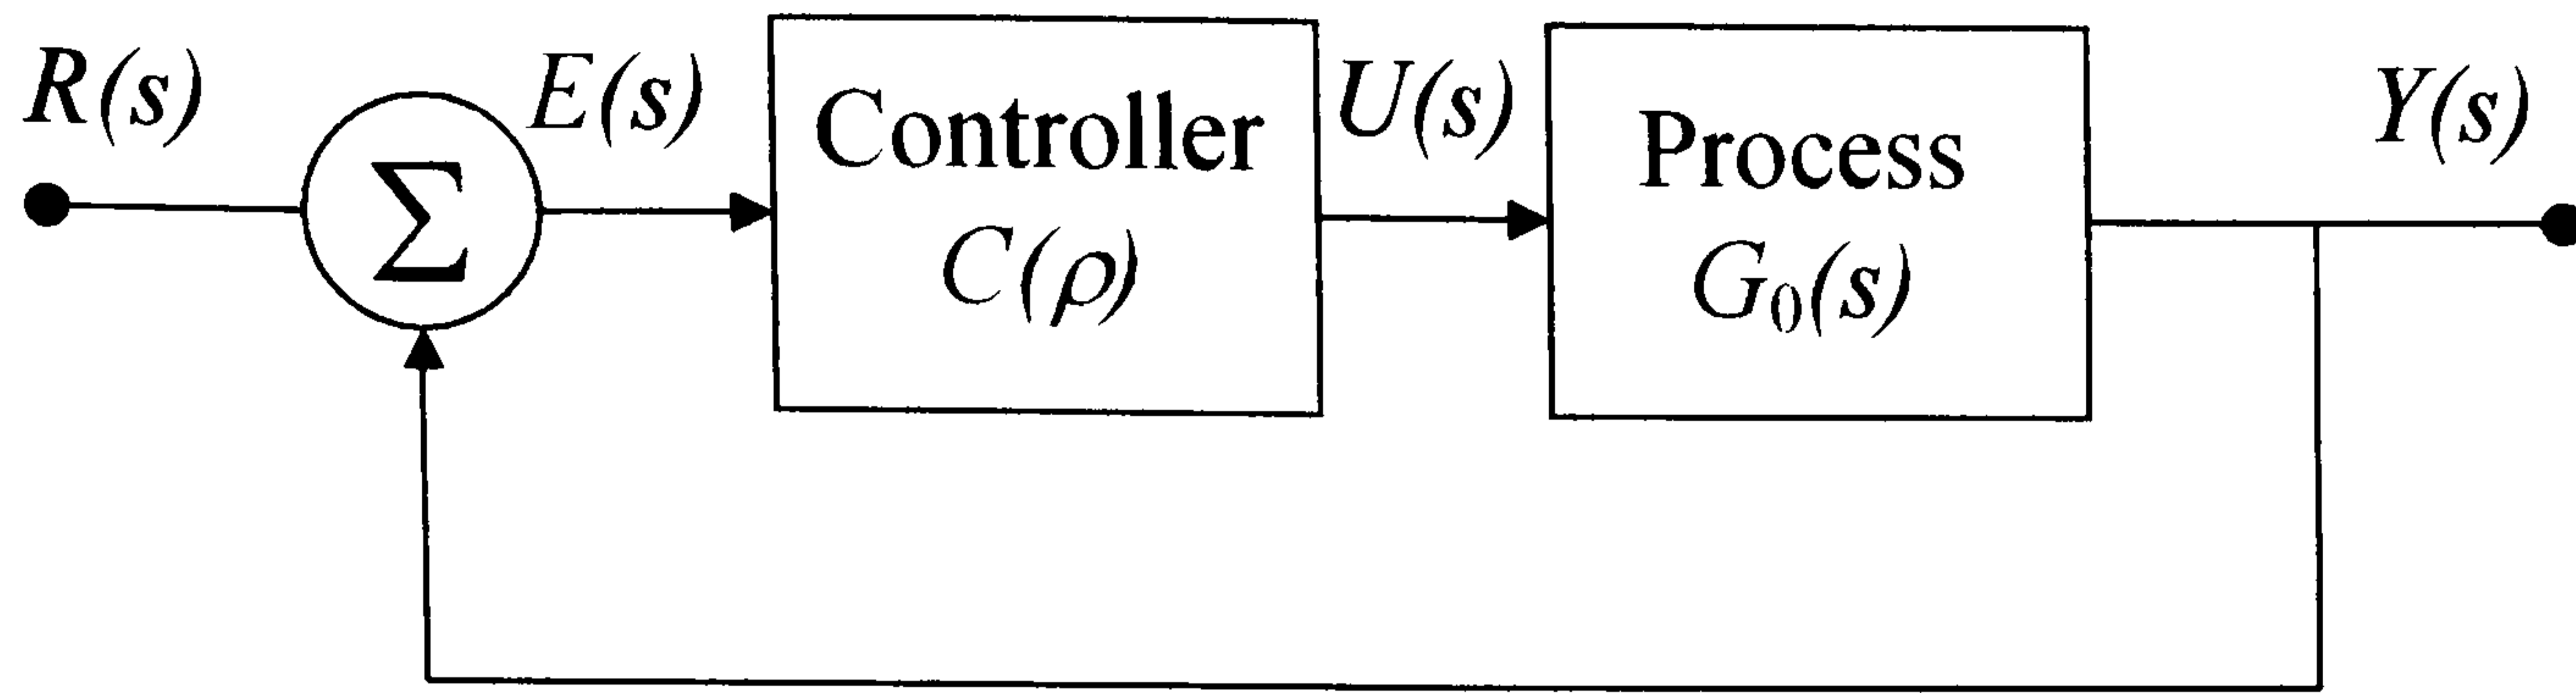 R(s)
Σ
E(s)
Controller
C(ρ)
U(s)
Process
G₀(s)
Y(s)